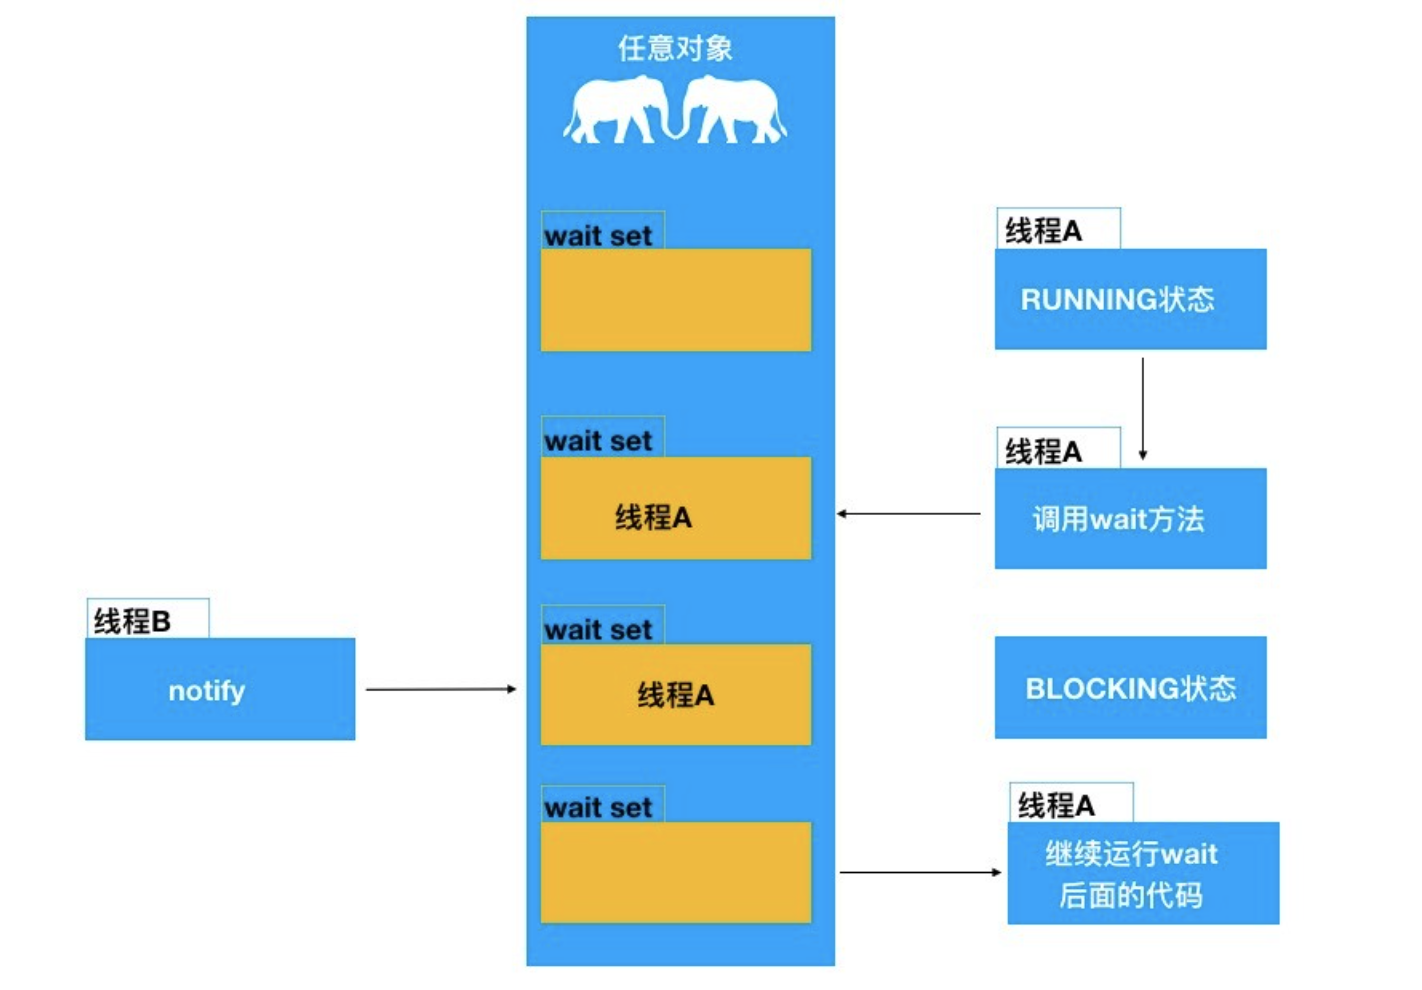 任意对象
wait set
线程A
RUNNING状态
wait set
线程A
线程A
调用wait方法
线程B
notify
wait set
线程A
BLOCKING状态
wait set
线程A
继续运行wait
后面的代码